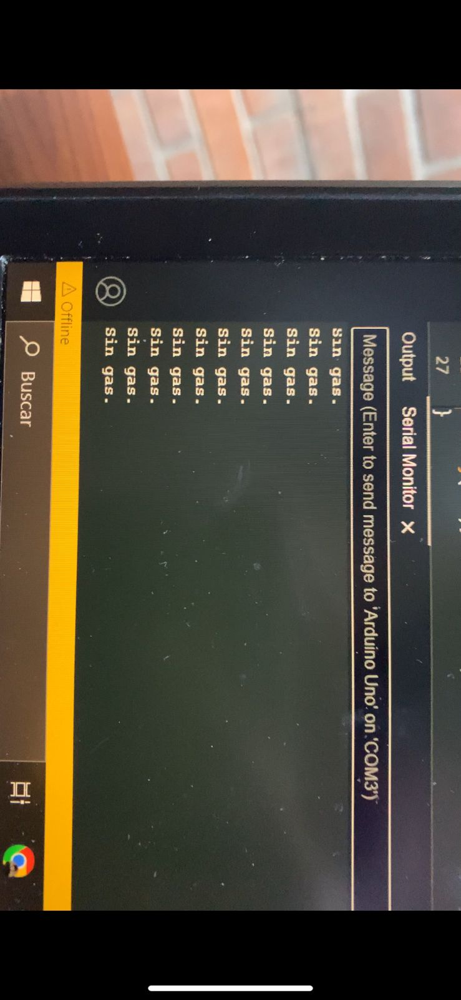 27 }
Output Serial Monitor X
Message (Enter to send message to 'Arduino Uno' on 'COM3')
Sin gas.
Sin gas.
Sin gas.
Sin gas.
Sin gas.
Sin gas.
Sin gas.
Sin gas.
Sin gas.
Sin gas.
Sin gas.
Offline
Buscar